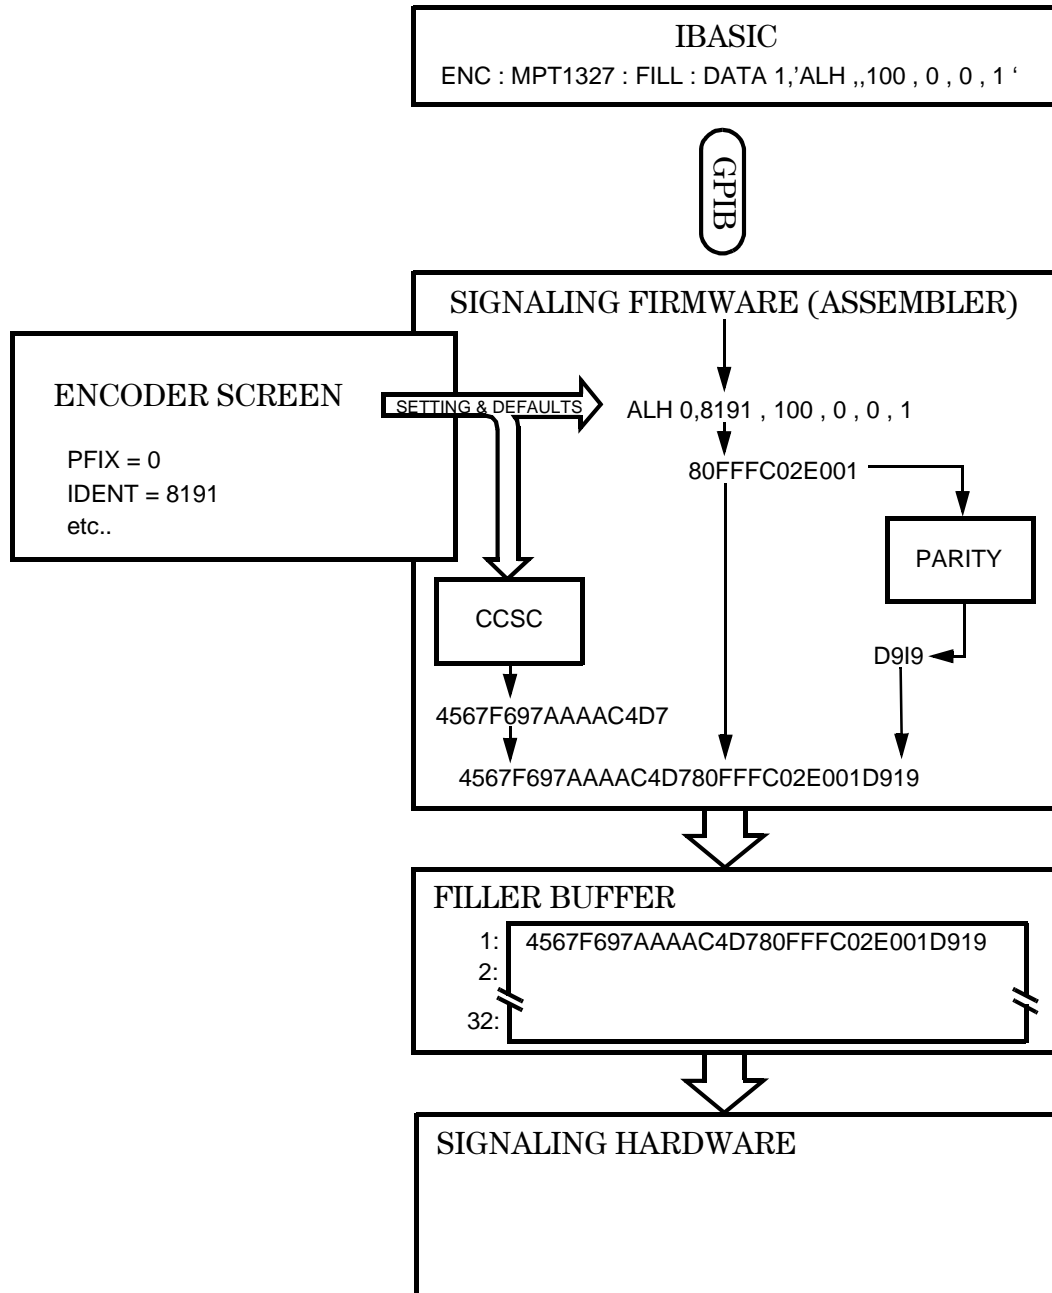 IBASIC
ENC : MPT1327 : FILL : DATA 1,'ALH ,,100 , 0 , 0 , 1 ‘
GPIB
SIGNALING FIRMWARE (ASSEMBLER)
ENCODER SCREEN
SETTING & DEFAULTS
ALH 0,8191 , 100 , 0 , 0 , 1
PFIX = 0
IDENT = 8191
etc..
80FFFC02E001
PARITY
CCSC
D9I9
4567F697AAAAC4D7
4567F697AAAAC4D780FFFC02E001D919
FILLER BUFFER
1: 4567F697AAAAC4D780FFFC02E001D919
2:
32:
SIGNALING HARDWARE